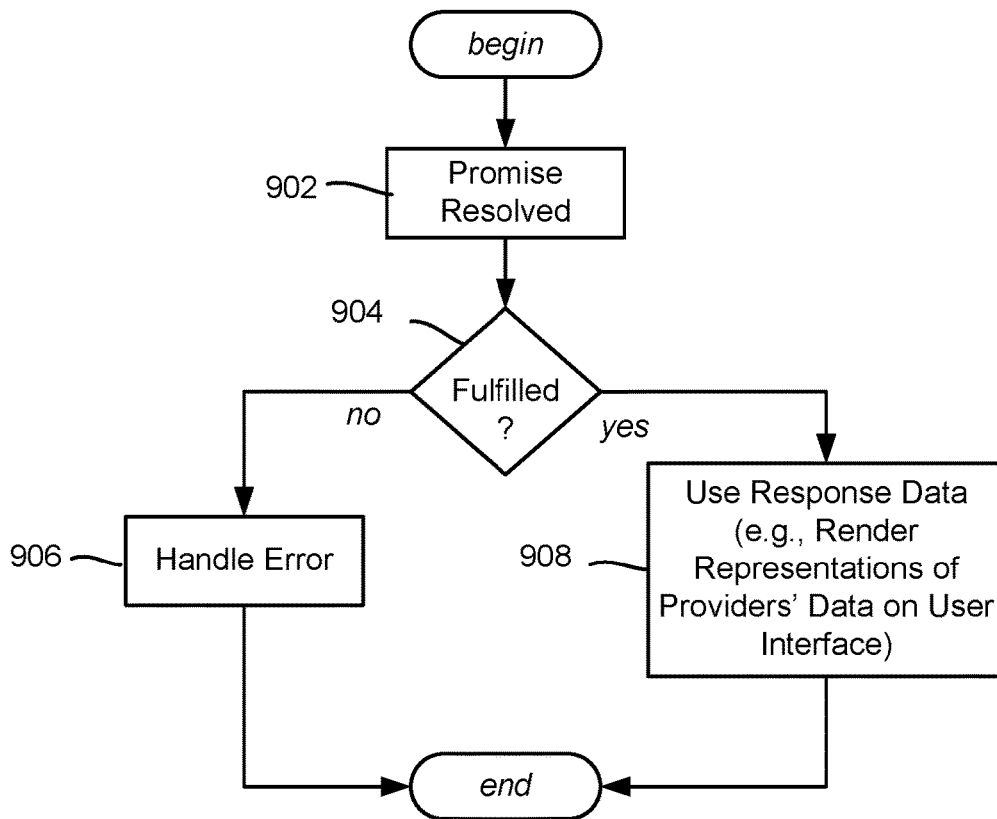 begin
902
Promise
Resolved
904
Fulfilled
?
no
yes
906
Handle Error
908
Use Response Data
(e.g., Render
Representations of
Providers’ Data on User
Interface)
end